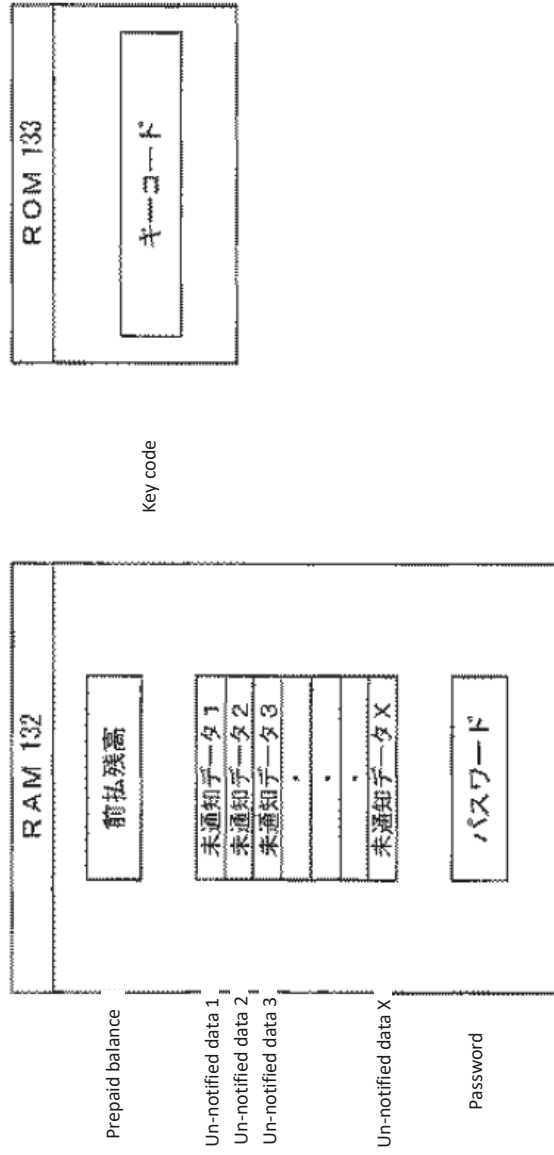 RAM 132
Prepaid balance
前払残高
Un-notified data 1
未通知データ1
Un-notified data 2
未通知データ2
Un-notified data 3
未通知データ3
・
・
・
Un-notified data X
未通知データX
Password
パスワード
ROM 133
Key code
キーコード